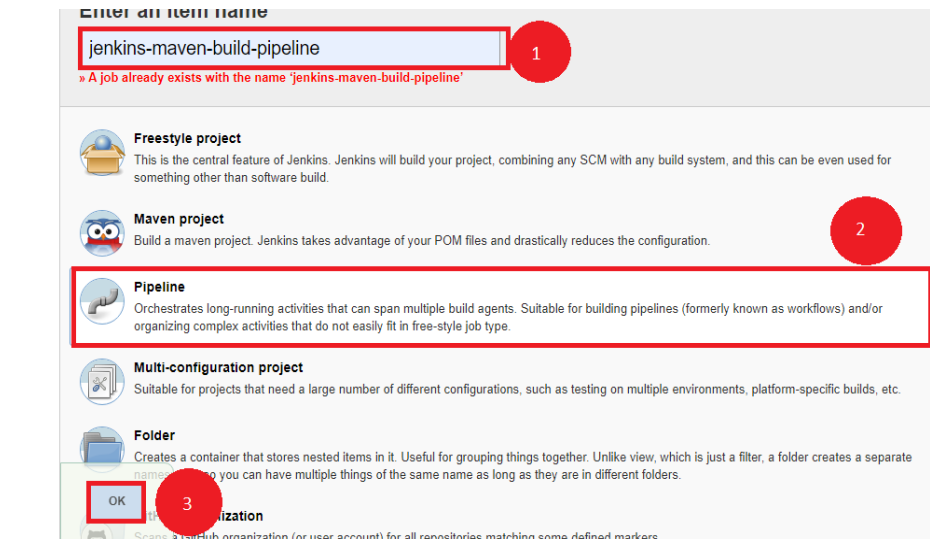 Enter an item name
jenkins-maven-build-pipeline
1
» A job already exists with the name ‘jenkins-maven-build-pipeline’
Freestyle project
This is the central feature of Jenkins. Jenkins will build your project, combining any SCM with any build system, and this can be even used for
something other than software build.
Maven project
Build a maven project. Jenkins takes advantage of your POM files and drastically reduces the configuration.
2
Pipeline
Orchestrates long-running activities that can span multiple build agents. Suitable for building pipelines (formerly known as workflows) and/or
organizing complex activities that do not easily fit in free-style job type.
Multi-configuration project
Suitable for projects that need a large number of different configurations, such as testing on multiple environments, platform-specific builds, etc.
Folder
Creates a container that stores nested items in it. Useful for grouping things together. Unlike view, which is just a filter, a folder creates a separate
you can have multiple things of the same name as long as they are in different folders.
OK
3
Scans a GitHub organization (or user account) for all repositories matching some defined markers.